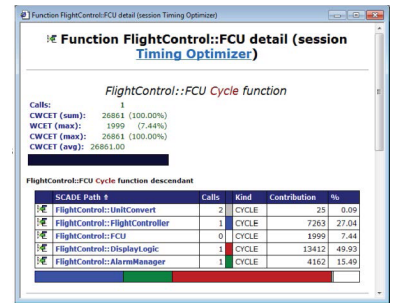 Function FlightControl::FCU detail (session Timing Optimizer)
Function FlightControl::FCU detail (session
Timing Optimizer)
FlightControl::FCU Cycle function
Calls: 1
CWCET (sum): 26861 (100.00%)
WCET (max): 1999 (7.44%)
CWCET (max): 26861 (100.00%)
CWCET (avg): 26861.00
FlightControl::FCU Cycle function descendant
SCADE Path Calls Kind Contribution %
FlightControl::UnitConvert 2 CYCLE 25 0.09
FlightControl::FlightController 1 CYCLE 7263 27.04
FlightControl::FCU 0 CYCLE 1999 7.44
FlightControl::DisplayLogic 1 CYCLE 13412 49.93
FlightControl::AlarmManager 1 CYCLE 4162 15.49